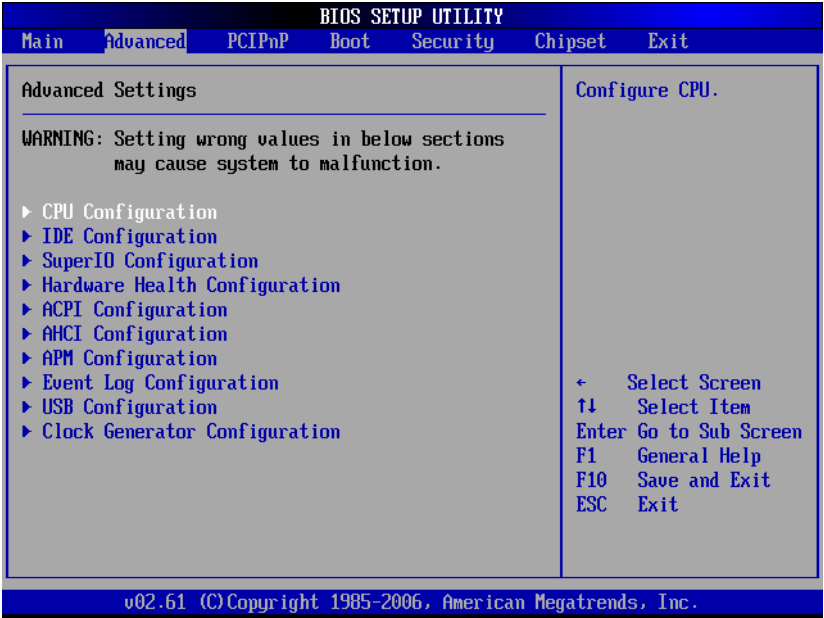 BIOS SETUP UTILITY
Main Advanced PCIPnP Boot Security Chipset Exit
Advanced Settings
WARNING: Setting wrong values in below sections
may cause system to malfunction.
CPU Configuration
IDE Configuration
SuperIO Configuration
Hardware Health Configuration
ACPI Configuration
AHCI Configuration
APM Configuration
Event Log Configuration
USB Configuration
Clock Generator Configuration
Configure CPU.
← Select Screen
↑↓ Select Item
Enter Go to Sub Screen
F1 General Help
F10 Save and Exit
ESC Exit
v02.61 (C)Copyright 1985-2006, American Megatrends, Inc.